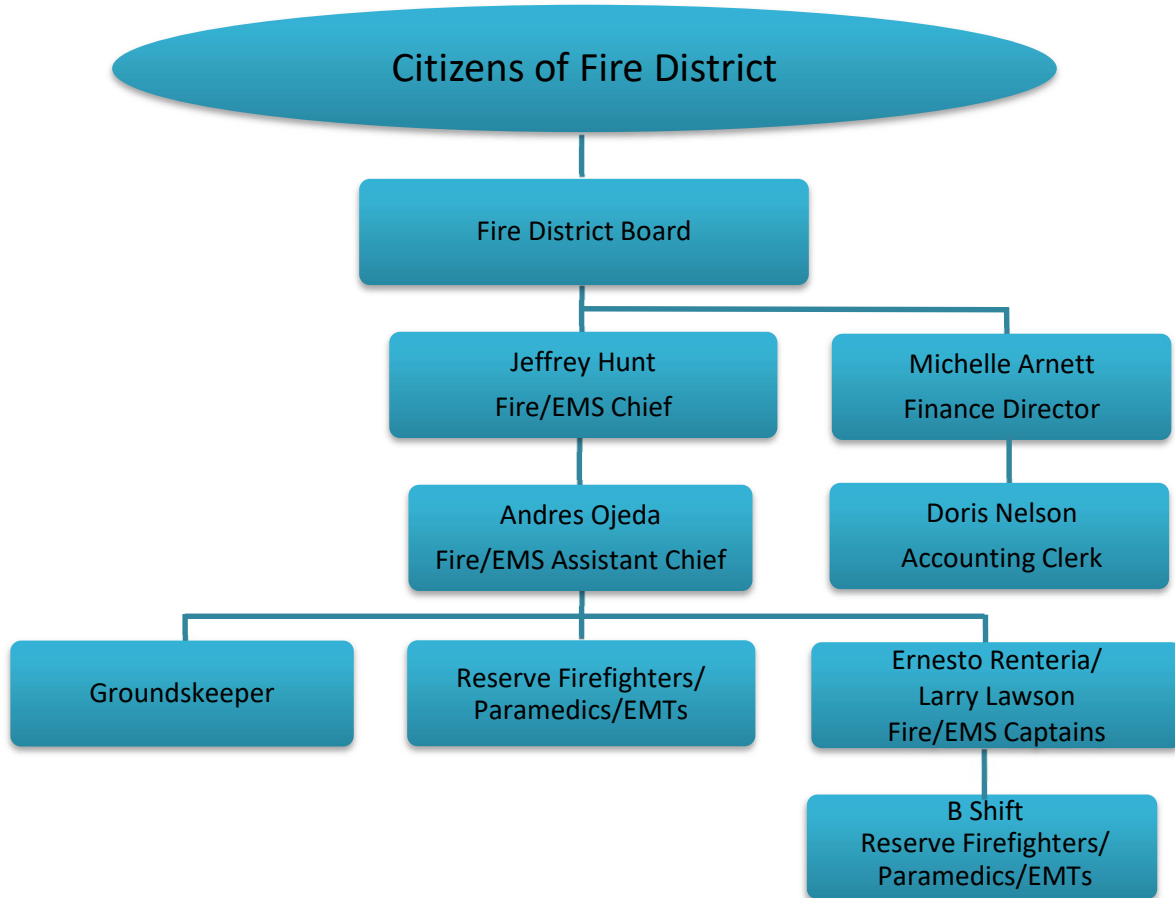 Citizens of Fire District
Fire District Board
Jeffrey Hunt
Fire/EMS Chief
Michelle Arnett
Finance Director
Andres Ojeda
Fire/EMS Assistant Chief
Doris Nelson
Accounting Clerk
Groundskeeper
Reserve Firefighters/
Paramedics/EMTs
Ernesto Renteria/
Larry Lawson
Fire/EMS Captains
B Shift
Reserve Firefighters/
Paramedics/EMTs